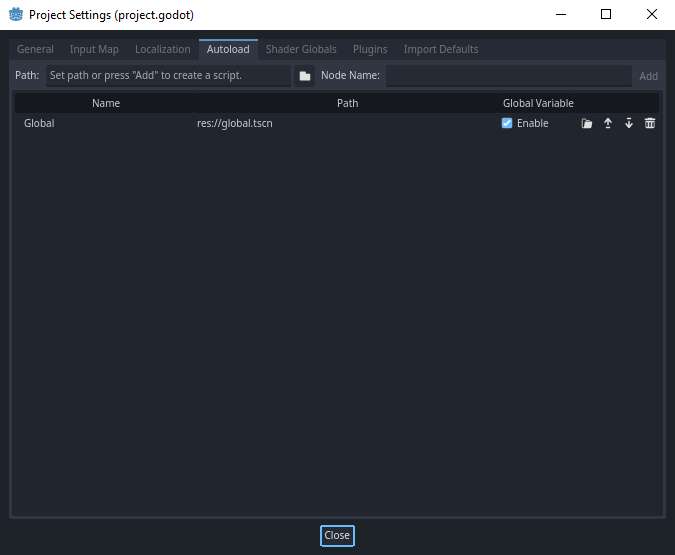 Project Settings (project.godot)
General Input Map Localization Autoload Shader Globals Plugins Import Defaults
Path: Set path or press "Add" to create a script. Node Name: Add
Name Path Global Variable
Global res://global.tscn Enable
Close